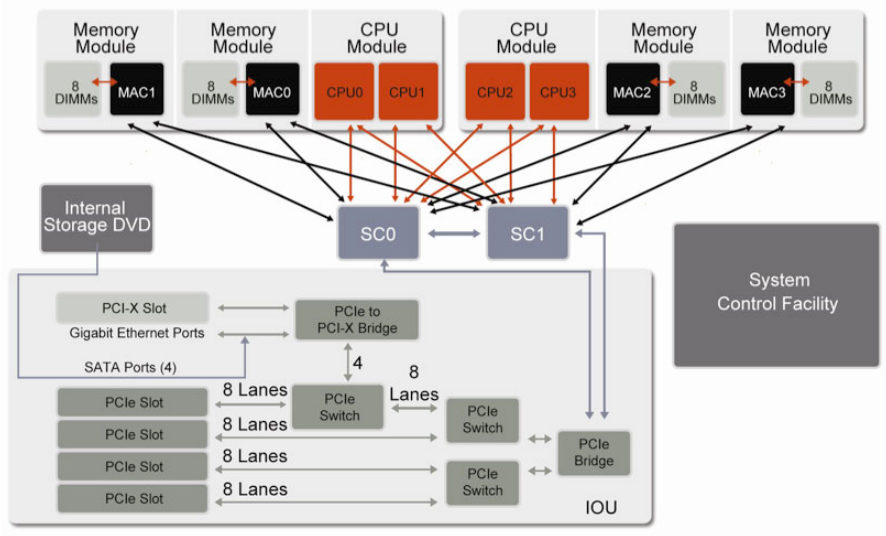 Memory
Module
Memory
Module
CPU
Module
CPU
Module
Memory
Module
Memory
Module
8
DIMMs
MAC1
8
DIMMs
MAC0
CPU0
CPU1
CPU2
CPU3
MAC2
8
DIMMs
MAC3
8
DIMMs
Internal
Storage DVD
SC0
SC1
System
Control Facility
PCI-X Slot
Gigabit Ethernet Ports
PCIe to
PCI-X Bridge
SATA Ports (4)
4
8
Lanes
PCIe Slot
8 Lanes
PCIe
Switch
PCIe Slot
8 Lanes
PCIe
Switch
PCIe Slot
8 Lanes
PCIe
Switch
PCIe Slot
8 Lanes
PCIe
Bridge
IOU